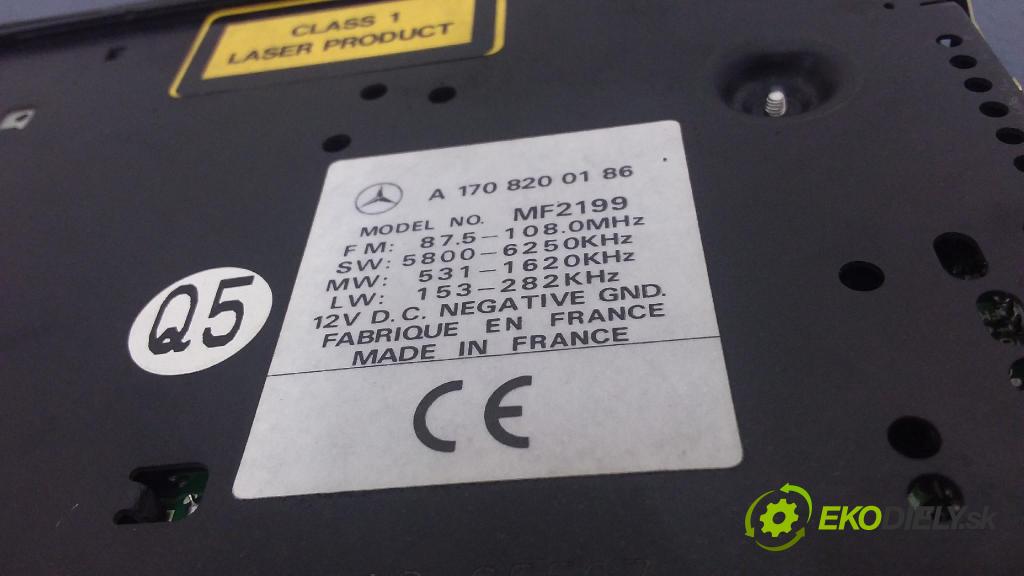 CLASS 1
LASER PRODUCT
A 170 820 01 86
MODEL NO. MF2199
FM: 87.5-108.0MHz
SW: 5800-6250KHz
MW: 531-1620KHz
LW: 153-282KHz
12V D.C. NEGATIVE GND.
FABRIQUE EN FRANCE
MADE IN FRANCE
CE
Q5
EKODIELY.sk